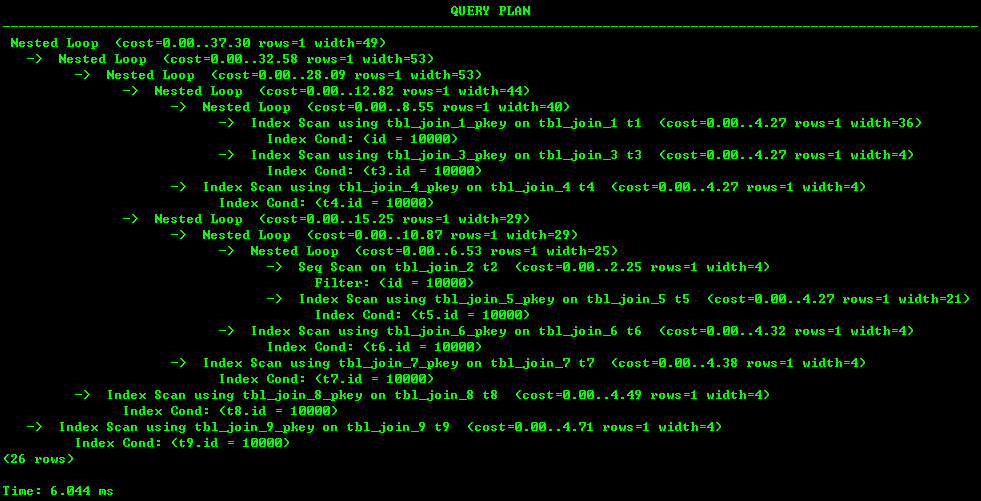 QUERY PLAN
--------------------------------------------------------------------------------------------------------------------------
 Nested Loop  (cost=0.00..37.30 rows=1 width=49)
   ->  Nested Loop  (cost=0.00..32.58 rows=1 width=53)
         ->  Nested Loop  (cost=0.00..28.09 rows=1 width=53)
               ->  Nested Loop  (cost=0.00..12.82 rows=1 width=44)
                     ->  Nested Loop  (cost=0.00..8.55 rows=1 width=40)
                           ->  Index Scan using tbl_join_1_pkey on tbl_join_1 t1  (cost=0.00..4.27 rows=1 width=36)
                                 Index Cond: (id = 10000)
                           ->  Index Scan using tbl_join_3_pkey on tbl_join_3 t3  (cost=0.00..4.27 rows=1 width=4)
                                 Index Cond: (t3.id = 10000)
                     ->  Index Scan using tbl_join_4_pkey on tbl_join_4 t4  (cost=0.00..4.27 rows=1 width=4)
                           Index Cond: (t4.id = 10000)
               ->  Nested Loop  (cost=0.00..15.25 rows=1 width=29)
                     ->  Nested Loop  (cost=0.00..10.87 rows=1 width=29)
                           ->  Nested Loop  (cost=0.00..6.53 rows=1 width=25)
                                 ->  Seq Scan on tbl_join_2 t2  (cost=0.00..2.25 rows=1 width=4)
                                       Filter: (id = 10000)
                                 ->  Index Scan using tbl_join_5_pkey on tbl_join_5 t5  (cost=0.00..4.27 rows=1 width=21)
                                       Index Cond: (t5.id = 10000)
                           ->  Index Scan using tbl_join_6_pkey on tbl_join_6 t6  (cost=0.00..4.32 rows=1 width=4)
                                 Index Cond: (t6.id = 10000)
                     ->  Index Scan using tbl_join_7_pkey on tbl_join_7 t7  (cost=0.00..4.38 rows=1 width=4)
                           Index Cond: (t7.id = 10000)
         ->  Index Scan using tbl_join_8_pkey on tbl_join_8 t8  (cost=0.00..4.49 rows=1 width=4)
               Index Cond: (t8.id = 10000)
   ->  Index Scan using tbl_join_9_pkey on tbl_join_9 t9  (cost=0.00..4.71 rows=1 width=4)
         Index Cond: (t9.id = 10000)
(26 rows)

Time: 6.044 ms